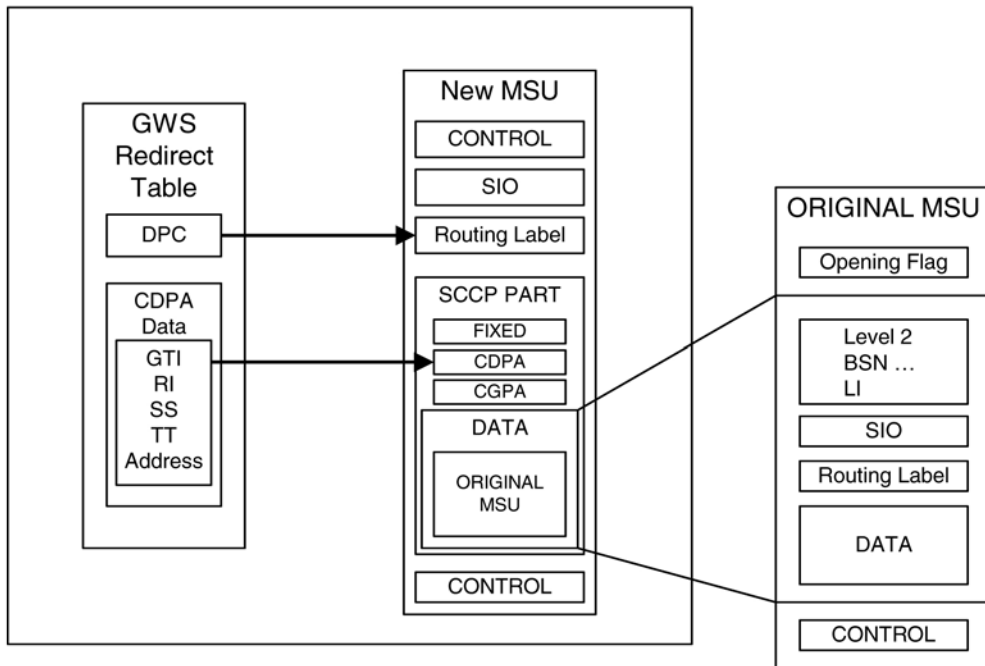 GWS
Redirect
Table
DPC
CDPA
Data
GTI
RI
SS
TT
Address
New MSU
CONTROL
SIO
Routing Label
SCCP PART
FIXED
CDPA
CGPA
DATA
ORIGINAL
MSU
CONTROL
ORIGINAL MSU
Opening Flag
Level 2
BSN …
LI
SIO
Routing Label
DATA
CONTROL